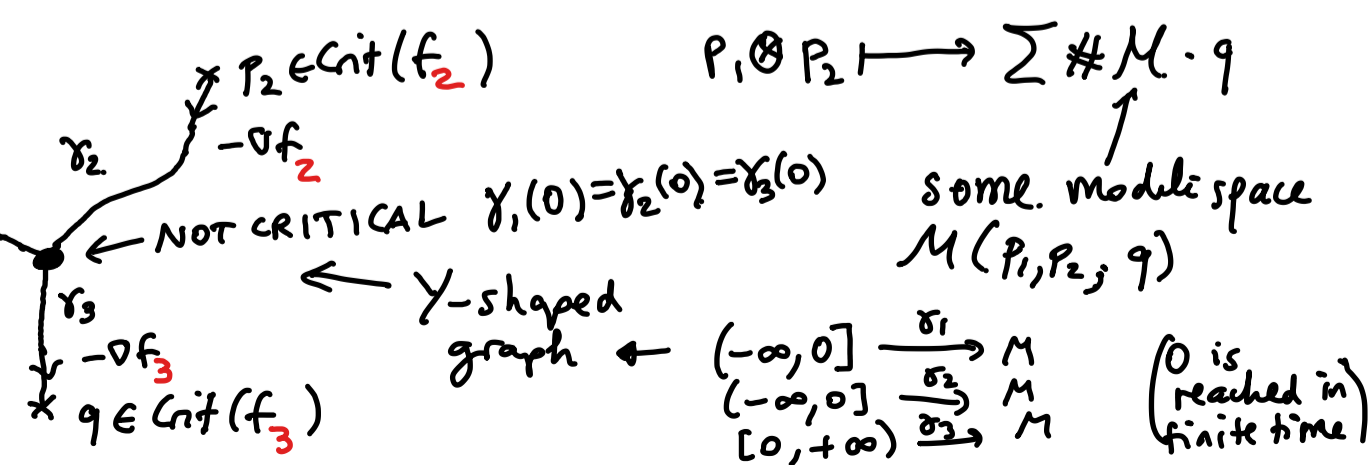 p₂ ∈ Crit(f₂)
-∇f₂
γ₂.
p₁ ⊗ p₂ ↦ Σ #M · q
some. moduli space
M(p₁, p₂; q)
NOT CRITICAL
γ₁(0) = γ₂(0) = γ₃(0)
Y-shaped
graph
γ₃
-∇f₃
q ∈ Crit(f₃)
(-∞, 0] γ₁→ M
(-∞, 0] γ₂→ M
[0, +∞) γ₃→ M
(0 is
reached in
finite time)